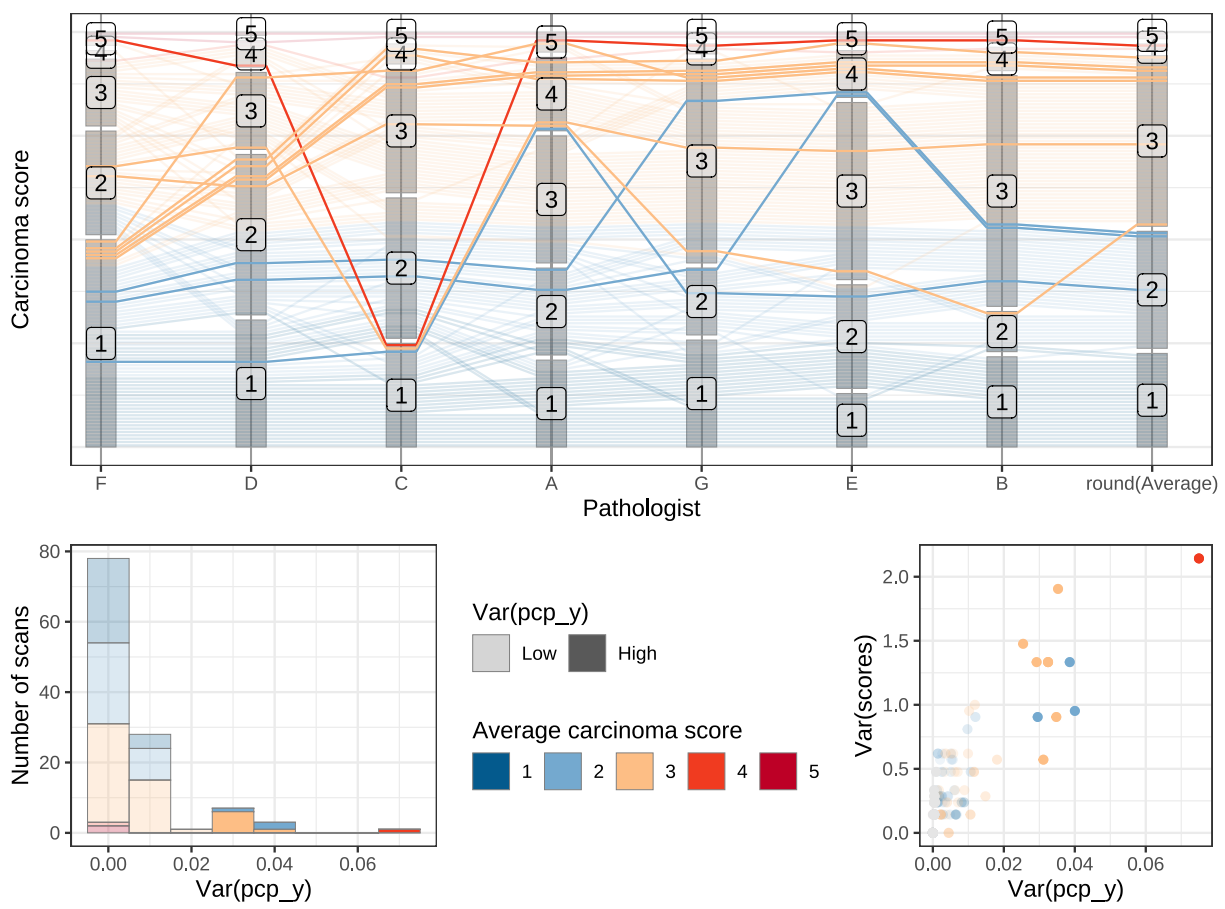 Carcinoma score
5 5 5 5 5 5 5 5
4 4 4 4 4 4 4 4
3 3 3 3 3 3 3 3
2 2 2 2 2 2 2 2
1 1 1 1 1 1 1 1
F D C A G E B round(Average)
Pathologist
Number of scans
80
60
40
20
0
0.00 0.02 0.04 0.06
Var(pcp_y)
Var(pcp_y)
Low High
Average carcinoma score
1 2 3 4 5
Var(scores)
2.0
1.5
1.0
0.5
0.0
0.00 0.02 0.04 0.06
Var(pcp_y)